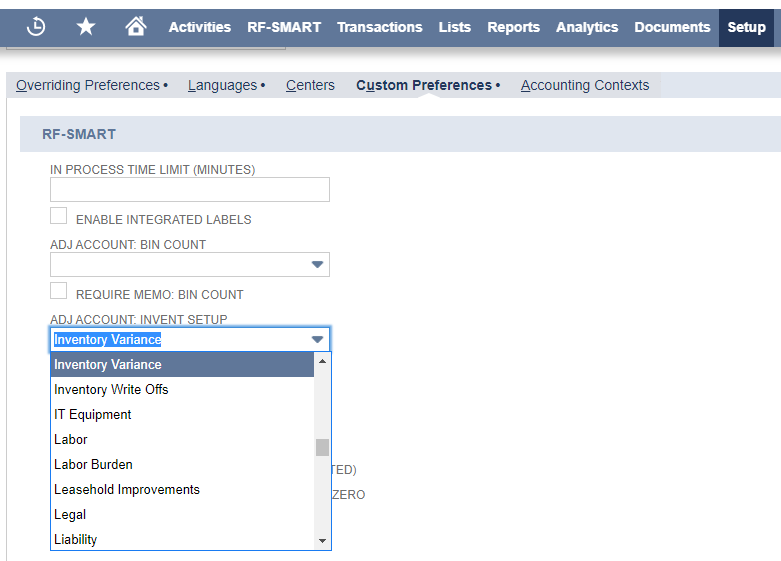 Activities RF-SMART Transactions Lists Reports Analytics Documents Setup
Overriding Preferences • Languages • Centers Custom Preferences • Accounting Contexts
RF-SMART
IN PROCESS TIME LIMIT (MINUTES)
ENABLE INTEGRATED LABELS
ADJ ACCOUNT: BIN COUNT
REQUIRE MEMO: BIN COUNT
ADJ ACCOUNT: INVENT SETUP
Inventory Variance
Inventory Variance
Inventory Write Offs
IT Equipment
Labor
Labor Burden
TED)
Leasehold Improvements
ZERO
Legal
Liability